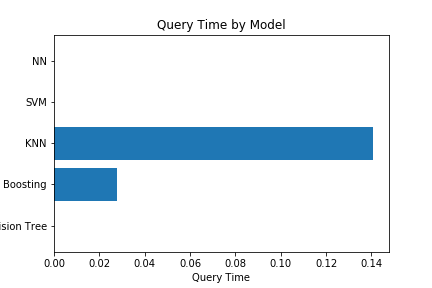 Query Time by Model
NN
SVM
KNN
Boosting
ision Tree
0.00 0.02 0.04 0.06 0.08 0.10 0.12 0.14
Query Time